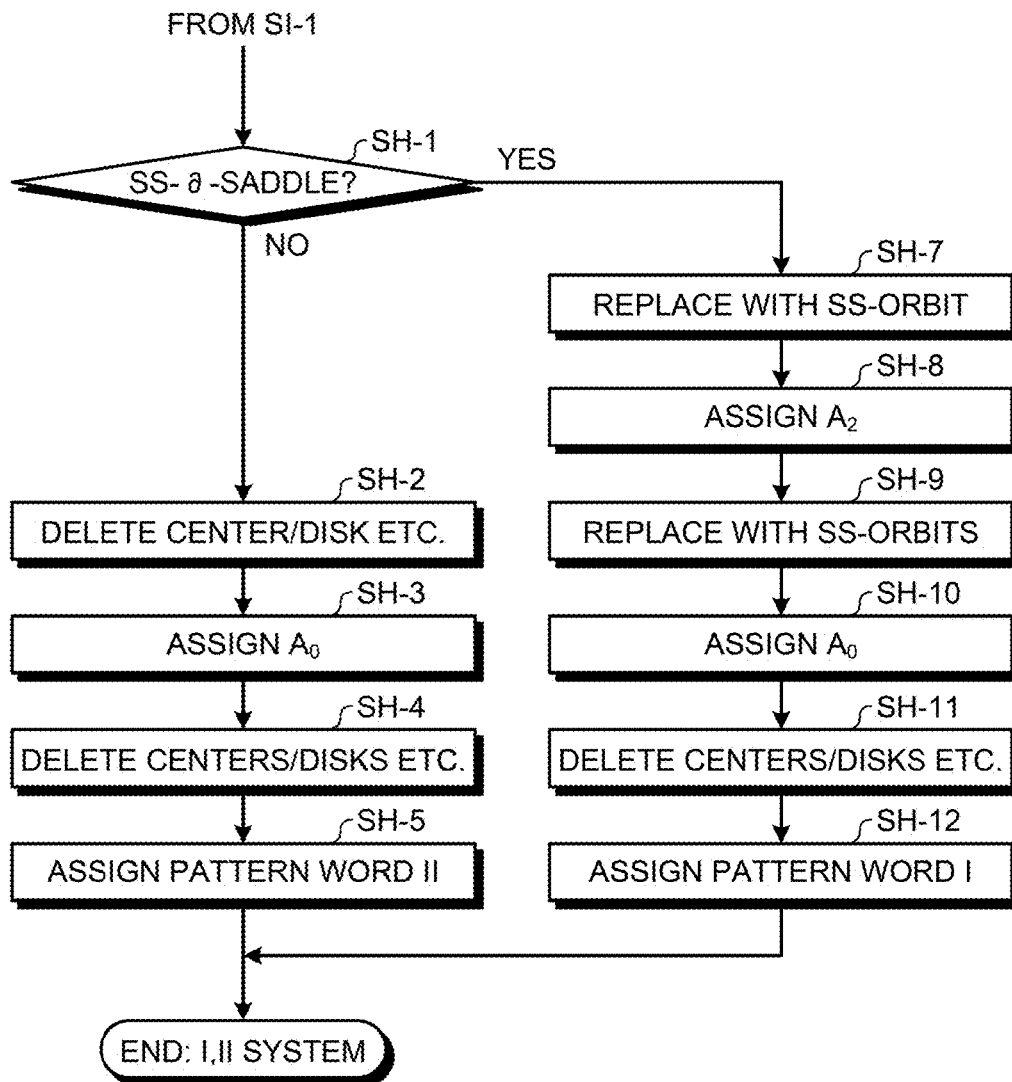 FROM SI-1
SH-1
SS-∂-SADDLE?
YES
NO
SH-7
REPLACE WITH SS-ORBIT
SH-8
ASSIGN A₂
SH-2
DELETE CENTER/DISK ETC.
SH-9
REPLACE WITH SS-ORBITS
SH-3
ASSIGN A₀
SH-10
ASSIGN A₀
SH-4
DELETE CENTERS/DISKS ETC.
SH-11
DELETE CENTERS/DISKS ETC.
SH-5
ASSIGN PATTERN WORD II
SH-12
ASSIGN PATTERN WORD I
END: I,II SYSTEM